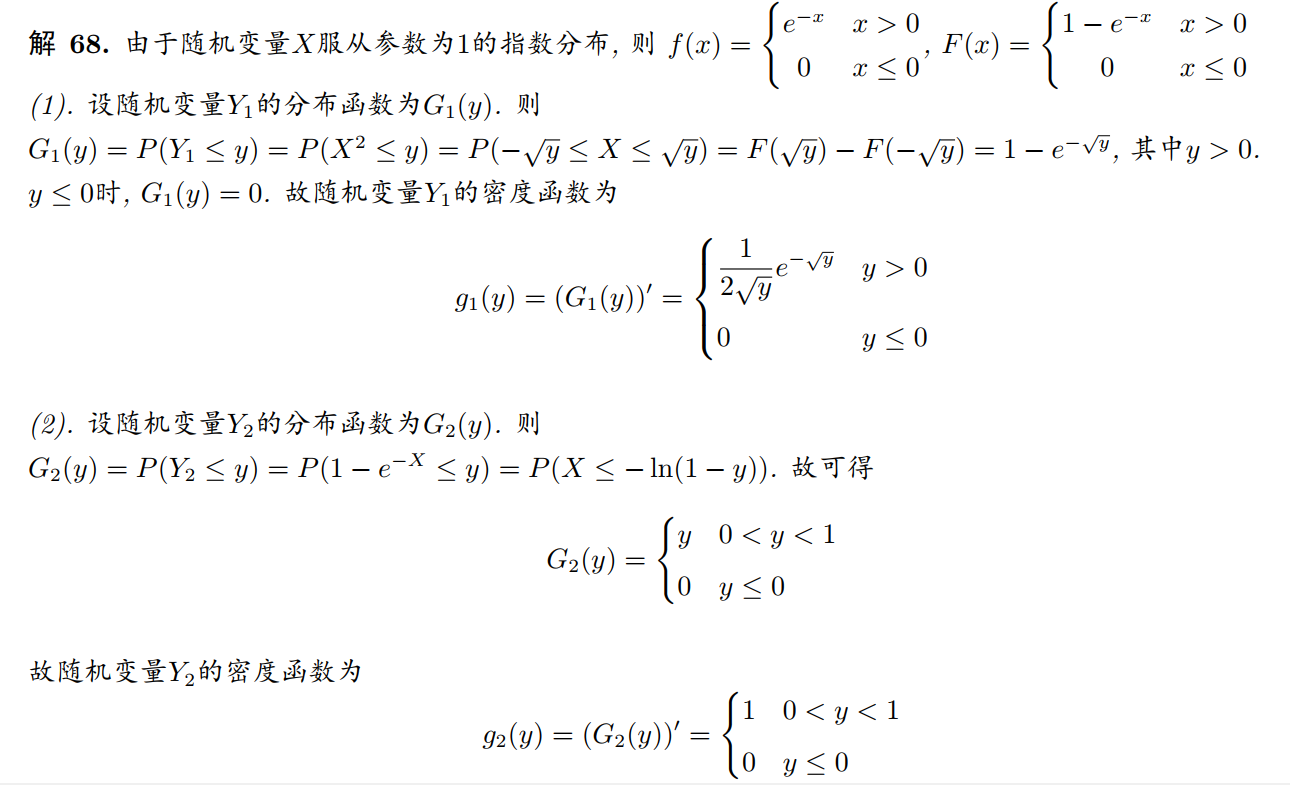 解 68. 由于随机变量X服从参数为1的指数分布, 则 f(x) = { e^{-x}  x > 0; 0  x ≤ 0 , F(x) = { 1 − e^{-x}  x > 0; 0  x ≤ 0
(1). 设随机变量Y₁的分布函数为G₁(y). 则
G₁(y) = P(Y₁ ≤ y) = P(X² ≤ y) = P(−√y ≤ X ≤ √y) = F(√y) − F(−√y) = 1 − e^{−√y}, 其中y > 0.
y ≤ 0时, G₁(y) = 0. 故随机变量Y₁的密度函数为
g₁(y) = (G₁(y))′ = { \frac{1}{2√y} e^{−√y}  y > 0; 0  y ≤ 0
(2). 设随机变量Y₂的分布函数为G₂(y). 则
G₂(y) = P(Y₂ ≤ y) = P(1 − e^{−X} ≤ y) = P(X ≤ − ln(1 − y)). 故可得
G₂(y) = { y  0 < y < 1; 0  y ≤ 0
故随机变量Y₂的密度函数为
g₂(y) = (G₂(y))′ = { 1  0 < y < 1; 0  y ≤ 0